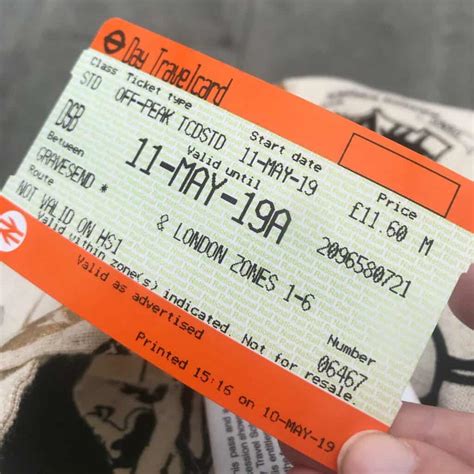 Day Travelcard
Class Ticket type Start date Price
STD OFF-PEAK TCDSTD 11-MAY-19 £11.60 M
Valid until
DSB 11-MAY-19A 2096580721
Between
GRAVESEND * & LONDON ZONES 1-6
Route Number
NOT VALID ON HS1 06467
Valid within zone(s) indicated. Not for resale.
Valid as advertised
Printed 15:16 on 10-MAY-19